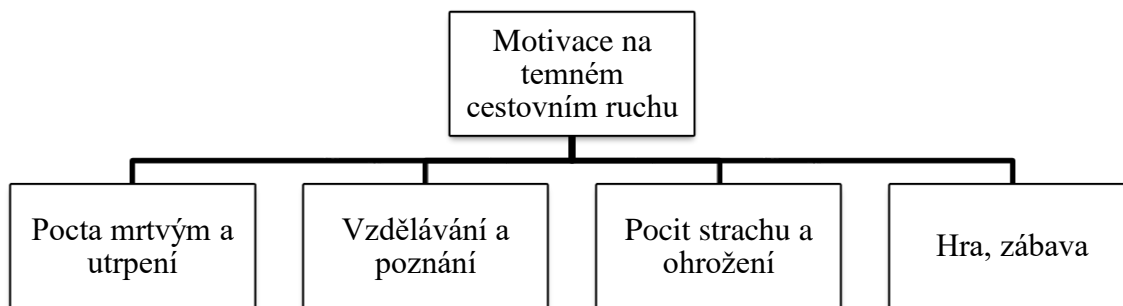 Motivace na
temném
cestovním ruchu
Pocta mrtvým a
utrpení
Vzdělávání a
poznání
Pocit strachu a
ohrožení
Hra, zábava